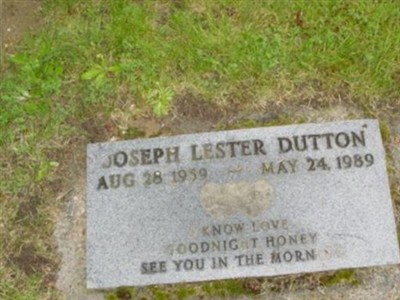 JOSEPH LESTER DUTTON
AUG 28 1959 — MAY 24, 1989
KNOW LOVE
GOODNIGHT HONEY
SEE YOU IN THE MORN